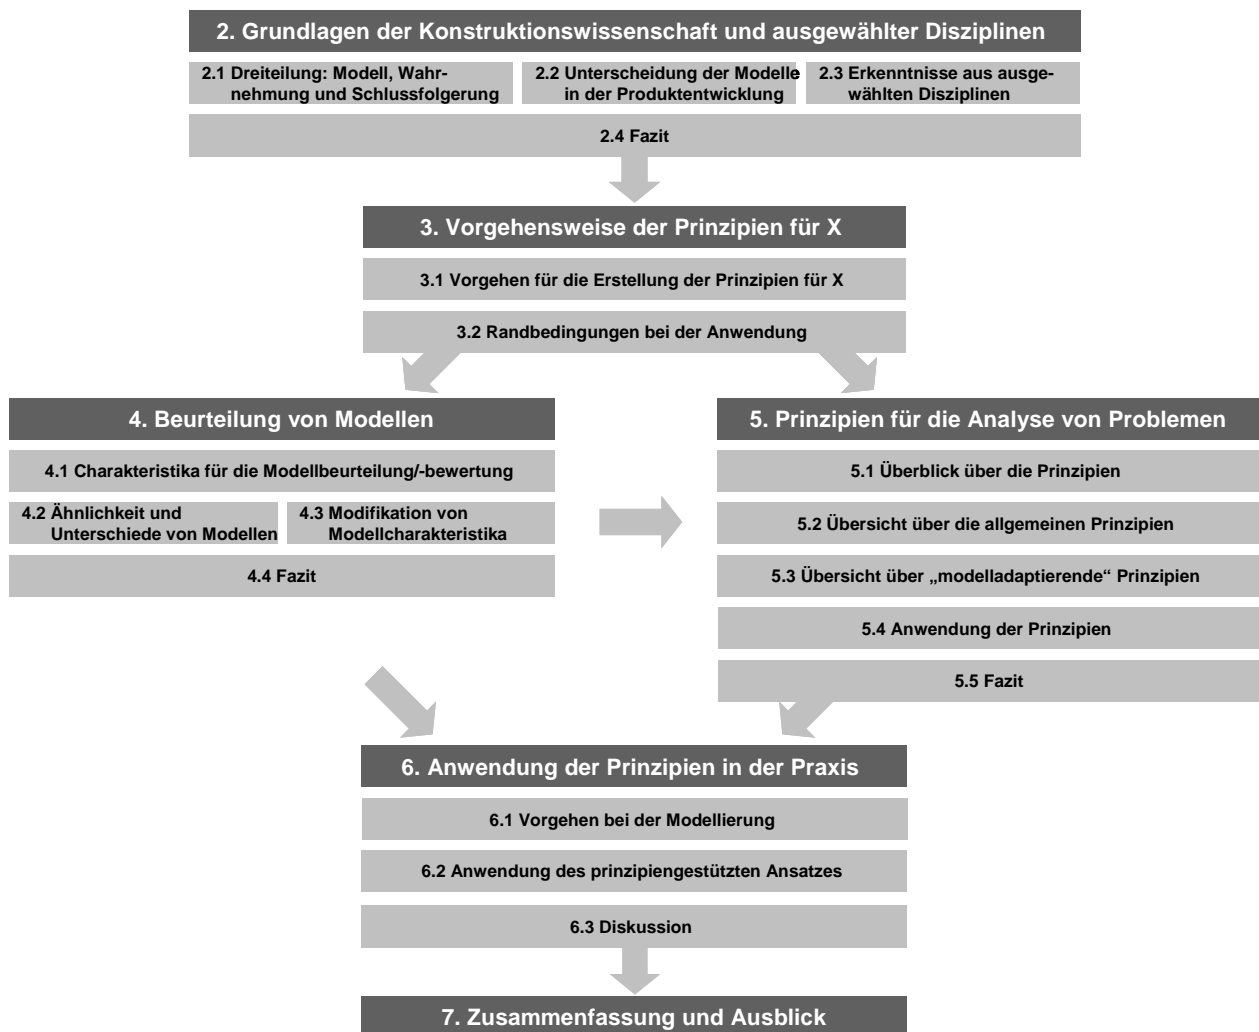 2. Grundlagen der Konstruktionswissenschaft und ausgewählter Disziplinen
2.1 Dreiteilung: Modell, Wahr-
nehmung und Schlussfolgerung
2.2 Unterscheidung der Modelle
in der Produktentwicklung
2.3 Erkenntnisse aus ausge-
wählten Disziplinen
2.4 Fazit
3. Vorgehensweise der Prinzipien für X
3.1 Vorgehen für die Erstellung der Prinzipien für X
3.2 Randbedingungen bei der Anwendung
4. Beurteilung von Modellen
4.1 Charakteristika für die Modellbeurteilung/-bewertung
4.2 Ähnlichkeit und
Unterschiede von Modellen
4.3 Modifikation von
Modellcharakteristika
4.4 Fazit
5. Prinzipien für die Analyse von Problemen
5.1 Überblick über die Prinzipien
5.2 Übersicht über die allgemeinen Prinzipien
5.3 Übersicht über „modelladaptierende“ Prinzipien
5.4 Anwendung der Prinzipien
5.5 Fazit
6. Anwendung der Prinzipien in der Praxis
6.1 Vorgehen bei der Modellierung
6.2 Anwendung des prinzipiengestützten Ansatzes
6.3 Diskussion
7. Zusammenfassung und Ausblick